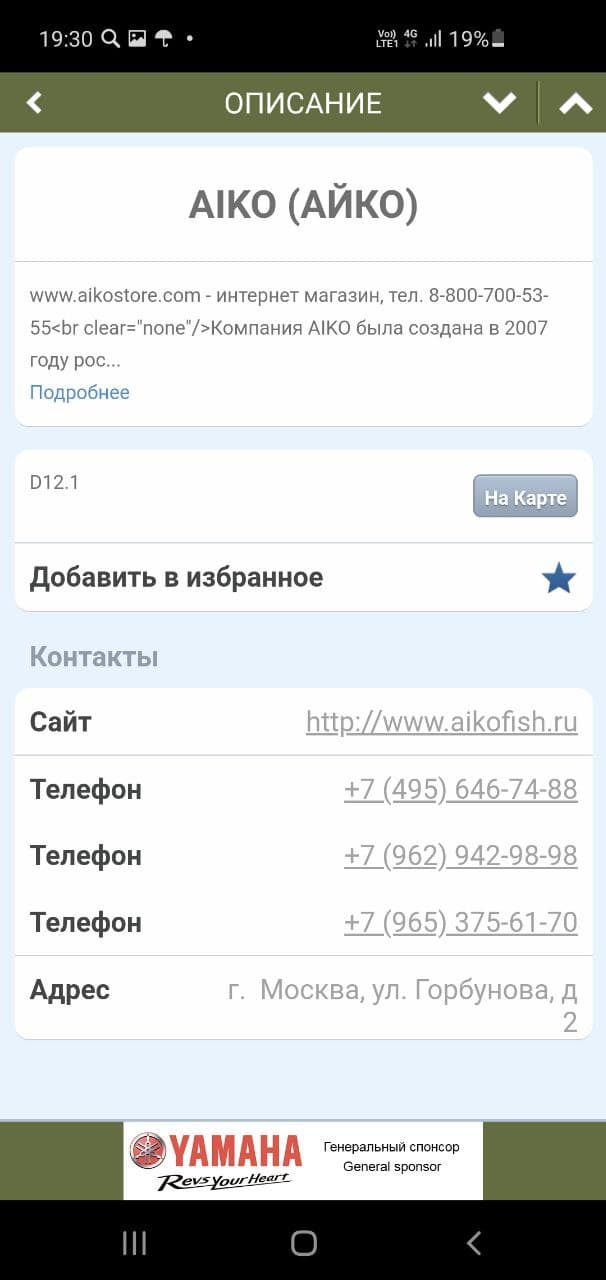 19:30
Vo)) 4G
LTE1 19%
ОПИСАНИЕ
AIKO (АЙКО)
www.aikostore.com - интернет магазин, тел. 8-800-700-53-
55<br clear="none"/>Компания AIKO была создана в 2007
году рос...
Подробнее
D12.1
На Карте
Добавить в избранное
Контакты
Сайт http://www.aikofish.ru
Телефон +7 (495) 646-74-88
Телефон +7 (962) 942-98-98
Телефон +7 (965) 375-61-70
Адрес г. Москва, ул. Горбунова, д
2
YAMAHA
Revs Your Heart
Генеральный спонсор
General sponsor